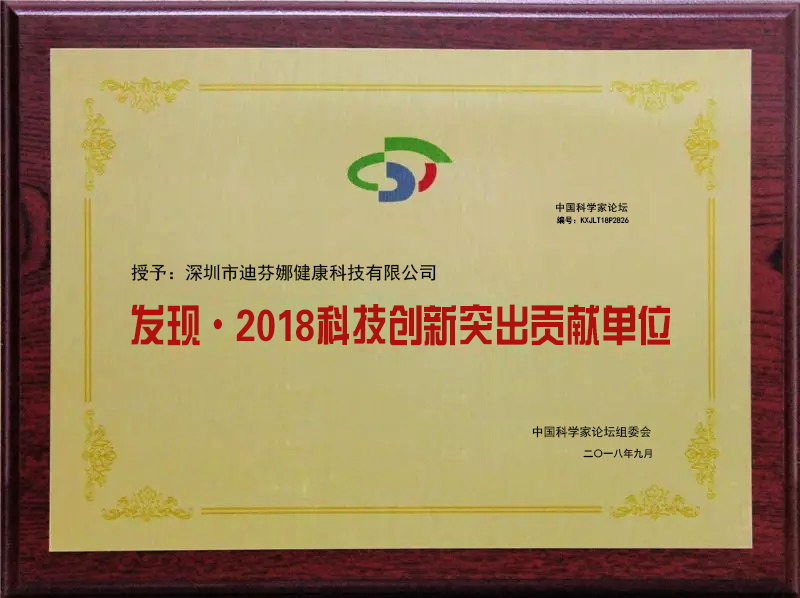 中国科学家论坛
编号：KXJLT18P2826
授予：深圳市迪芬娜健康科技有限公司
发现·2018科技创新突出贡献单位
中国科学家论坛组委会
二〇一八年九月